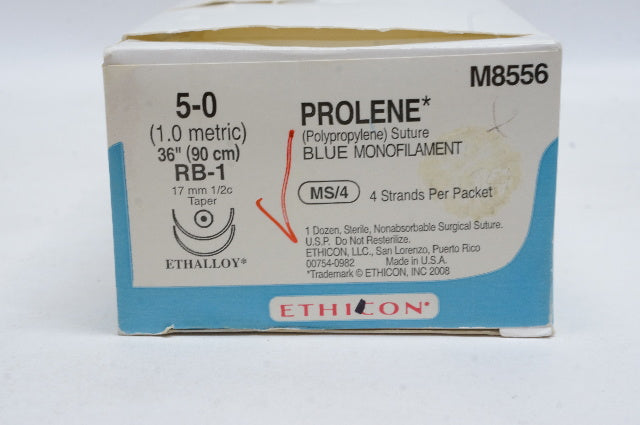 M8556
5-0
(1.0 metric)
36" (90 cm)
RB-1
17 mm 1/2c
Taper
ETHALLOY*
PROLENE*
(Polypropylene) Suture
BLUE MONOFILAMENT
MS/4 4 Strands Per Packet
1 Dozen, Sterile, Nonabsorbable Surgical Suture.
U.S.P. Do Not Resterilize.
ETHICON, LLC., San Lorenzo, Puerto Rico
00754-0982 Made in U.S.A.
*Trademark © ETHICON, INC 2008
ETHICON*